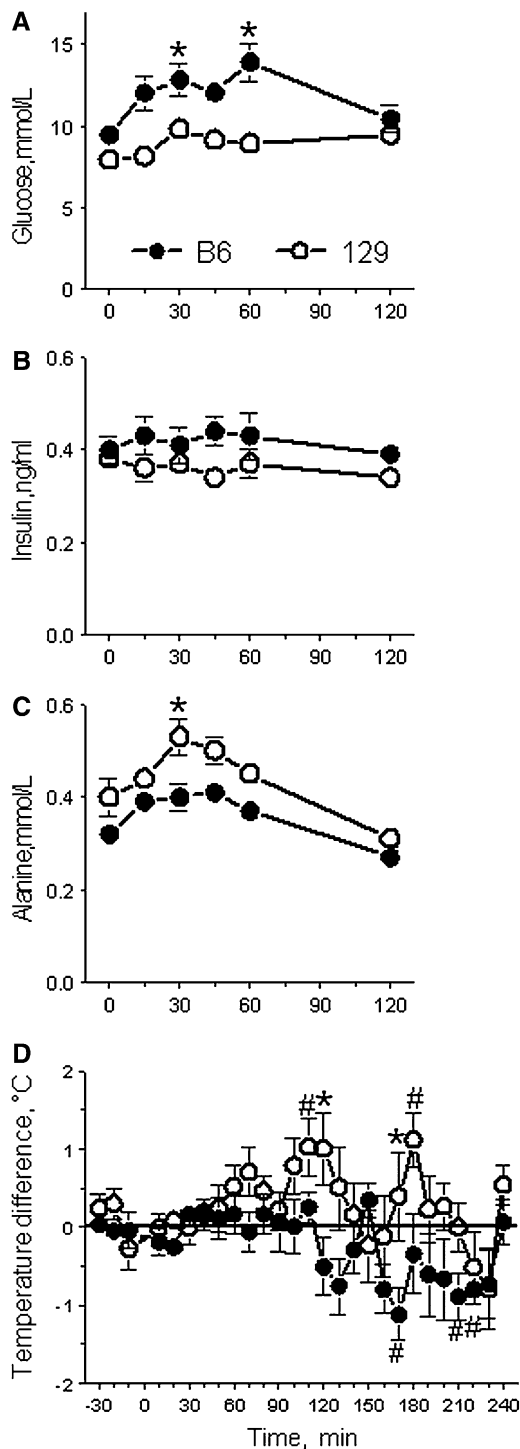 A
Glucose,mmol/L
15
10
5
0
* *
B6 129
0 30 60 90 120
B
Insulin,ng/ml
0.6
0.4
0.2
0.0
0 30 60 90 120
C
Alanine,mmol/L
0.6
0.4
0.2
0.0
*
0 30 60 90 120
D
Temperature difference, °C
2
1
0
-1
-2
# * * #
# # #
-30 0 30 60 90 120 150 180 210 240
Time, min